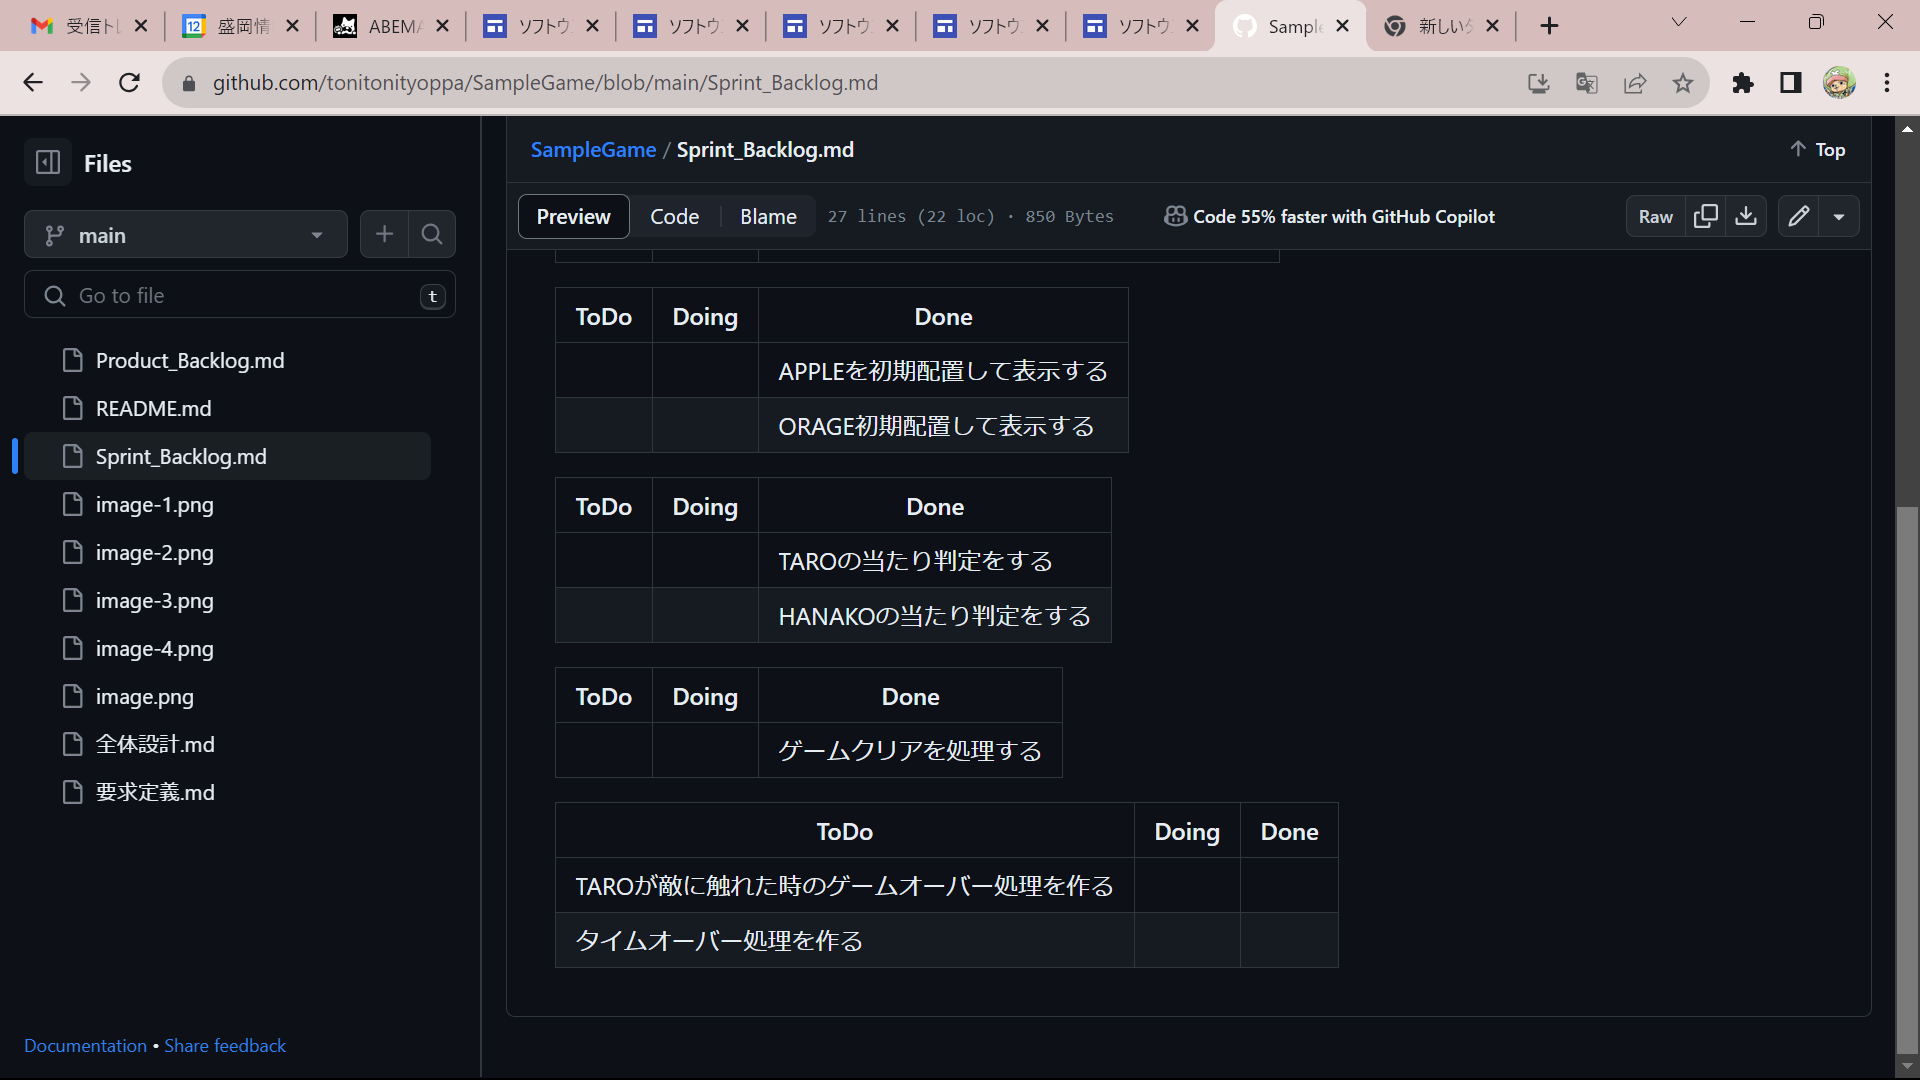 受信トレ
盛岡情
ABEMA
ソフトウ
ソフトウ
ソフトウ
ソフトウ
ソフトウ
Sample
新しいタ
github.com/tonitonityoppa/SampleGame/blob/main/Sprint_Backlog.md
Files
main
Go to file
t
Product_Backlog.md
README.md
Sprint_Backlog.md
image-1.png
image-2.png
image-3.png
image-4.png
image.png
全体設計.md
要求定義.md
Documentation • Share feedback
SampleGame / Sprint_Backlog.md
Top
Preview Code Blame 27 lines (22 loc) · 850 Bytes Code 55% faster with GitHub Copilot Raw
ToDo Doing Done
APPLEを初期配置して表示する
ORAGE初期配置して表示する
ToDo Doing Done
TAROの当たり判定をする
HANAKOの当たり判定をする
ToDo Doing Done
ゲームクリアを処理する
ToDo Doing Done
TAROが敵に触れた時のゲームオーバー処理を作る
タイムオーバー処理を作る